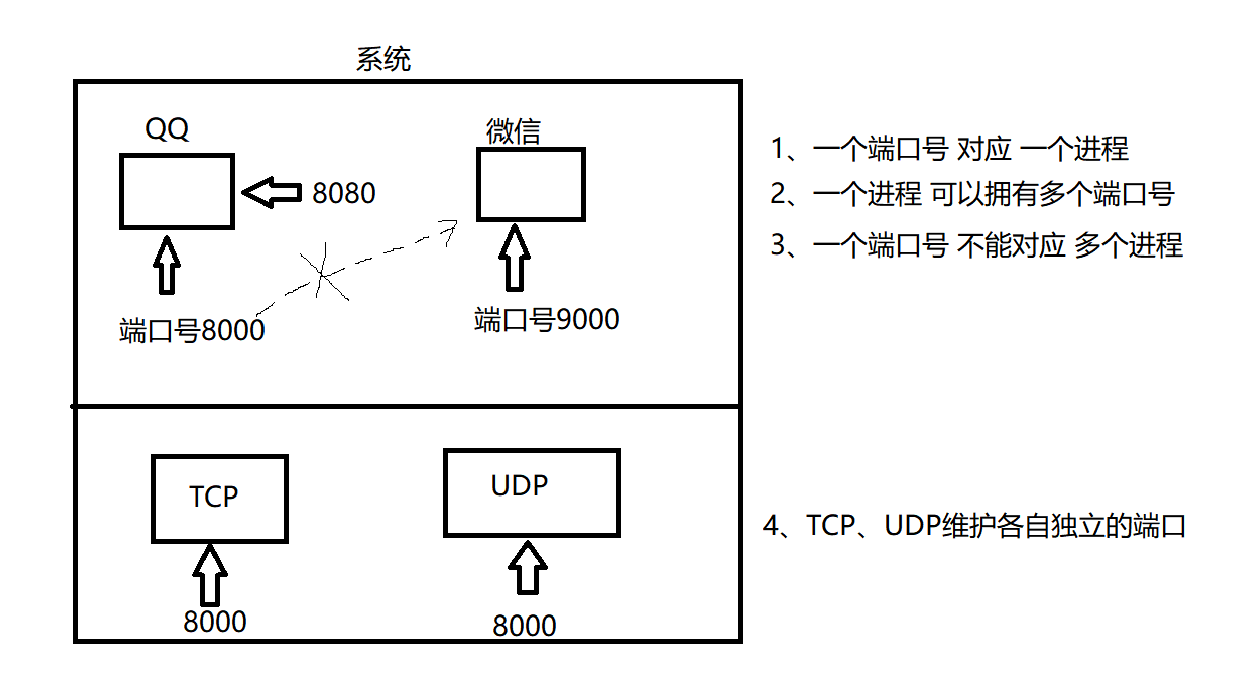 系统
QQ
微信
8080
端口号8000
端口号9000
1、一个端口号 对应 一个进程
2、一个进程 可以拥有多个端口号
3、一个端口号 不能对应 多个进程
TCP
UDP
8000
8000
4、TCP、UDP维护各自独立的端口